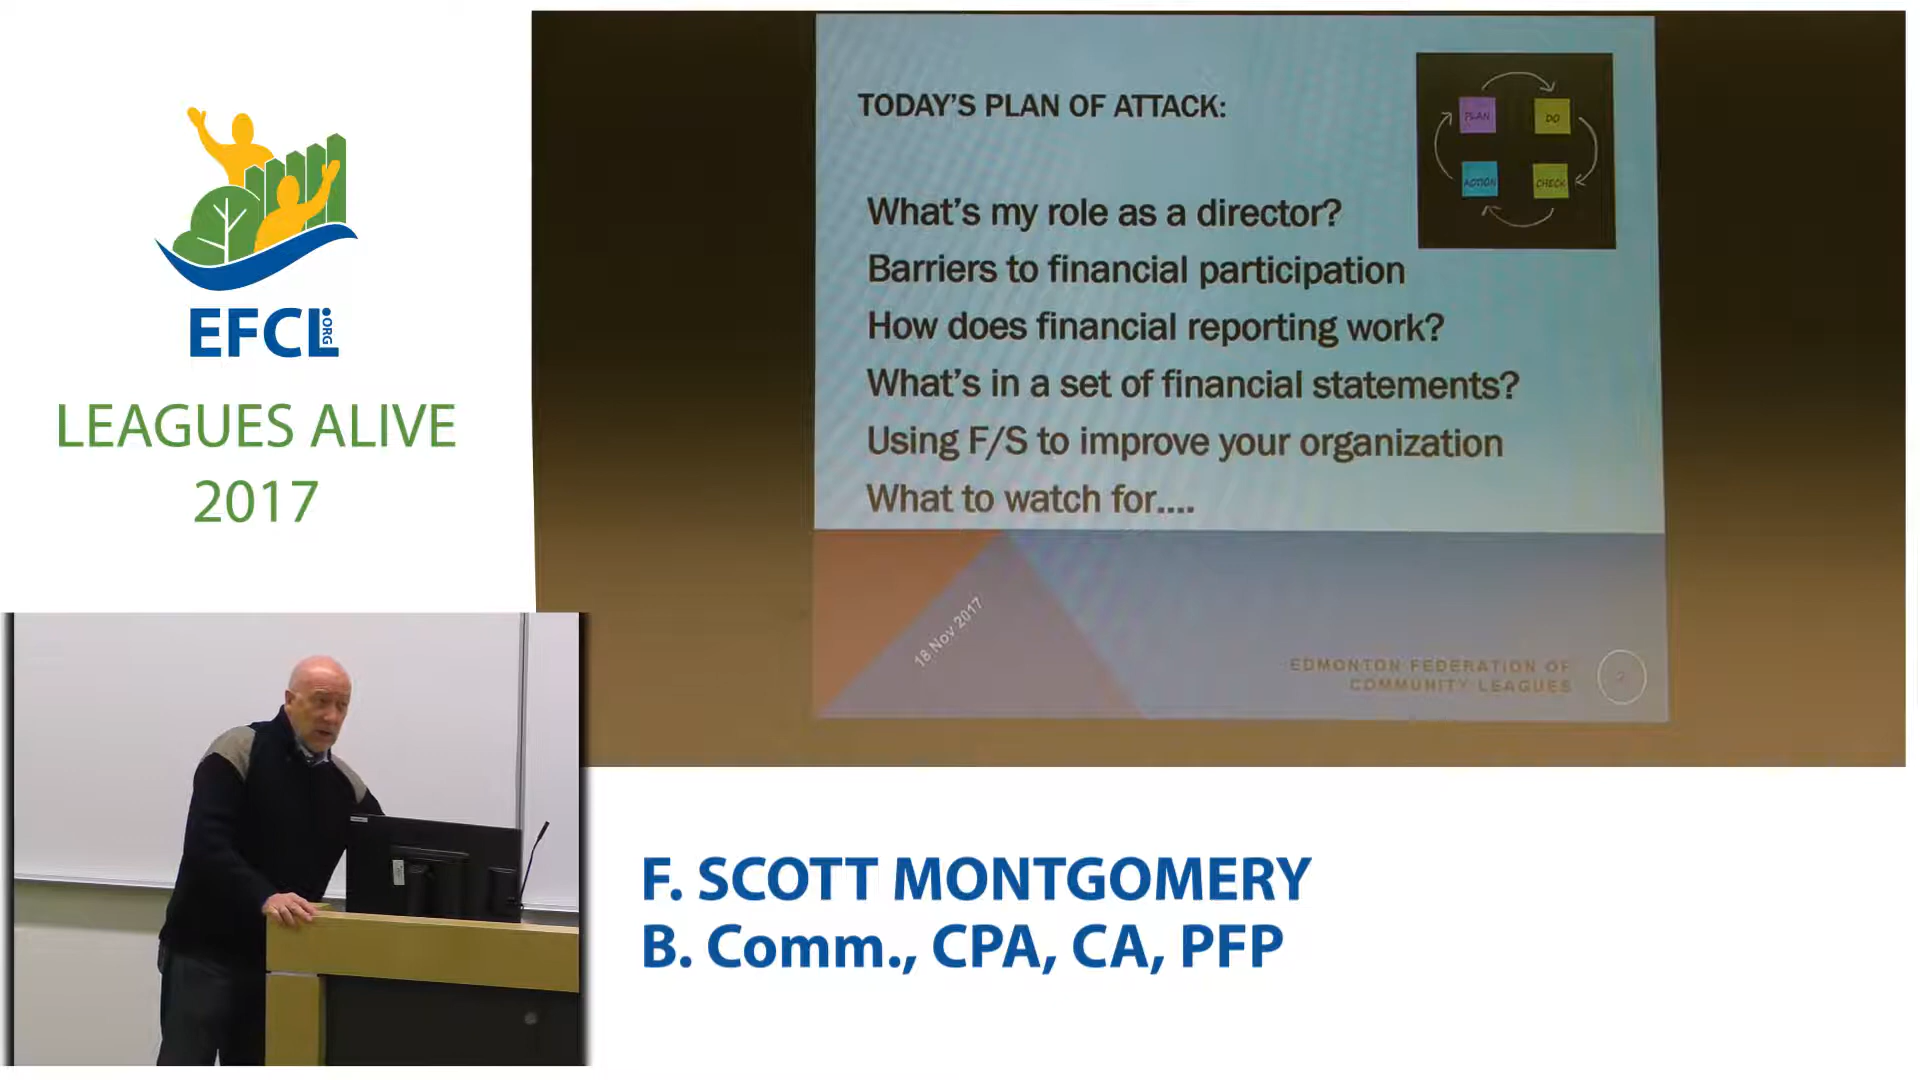 EFCL.ORG
LEAGUES ALIVE
2017
TODAY'S PLAN OF ATTACK:
PLAN
DO
ACTION
CHECK
What's my role as a director?
Barriers to financial participation
How does financial reporting work?
What's in a set of financial statements?
Using F/S to improve your organization
What to watch for....
18 Nov 2017
EDMONTON FEDERATION OF
COMMUNITY LEAGUES
2
F. SCOTT MONTGOMERY
B. Comm., CPA, CA, PFP